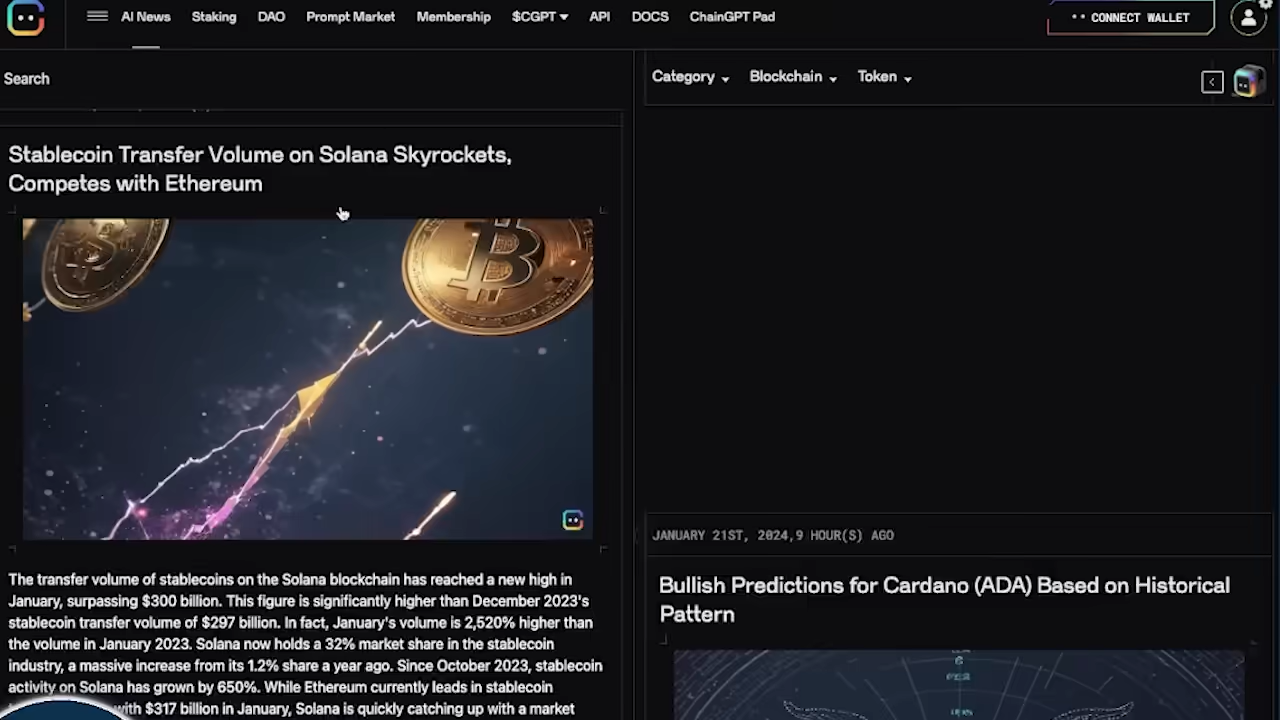 AI News Staking DAO Prompt Market Membership $CGPT API DOCS ChainGPT Pad CONNECT WALLET
Search
Category Blockchain Token
Stablecoin Transfer Volume on Solana Skyrockets,
Competes with Ethereum
The transfer volume of stablecoins on the Solana blockchain has reached a new high in
January, surpassing $300 billion. This figure is significantly higher than December 2023's
stablecoin transfer volume of $297 billion. In fact, January's volume is 2,520% higher than
the volume in January 2023. Solana now holds a 32% market share in the stablecoin
industry, a massive increase from its 1.2% share a year ago. Since October 2023, stablecoin
activity on Solana has grown by 650%. While Ethereum currently leads in stablecoin
with $317 billion in January, Solana is quickly catching up with a market
JANUARY 21ST, 2024,9 HOUR(S) AGO
Bullish Predictions for Cardano (ADA) Based on Historical
Pattern